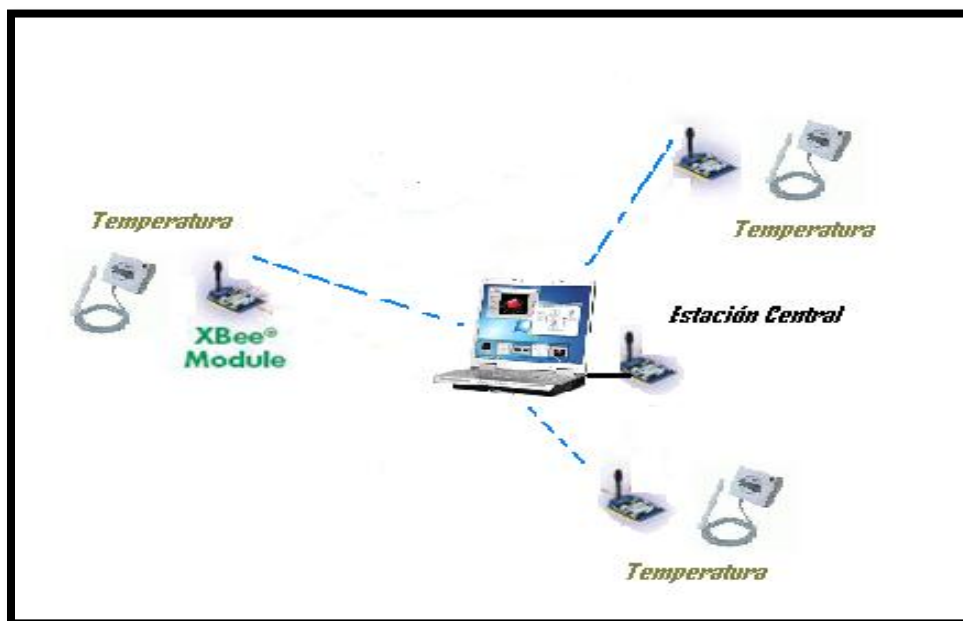 Temperatura
Temperatura
Estación Central
XBee®
Module
Temperatura